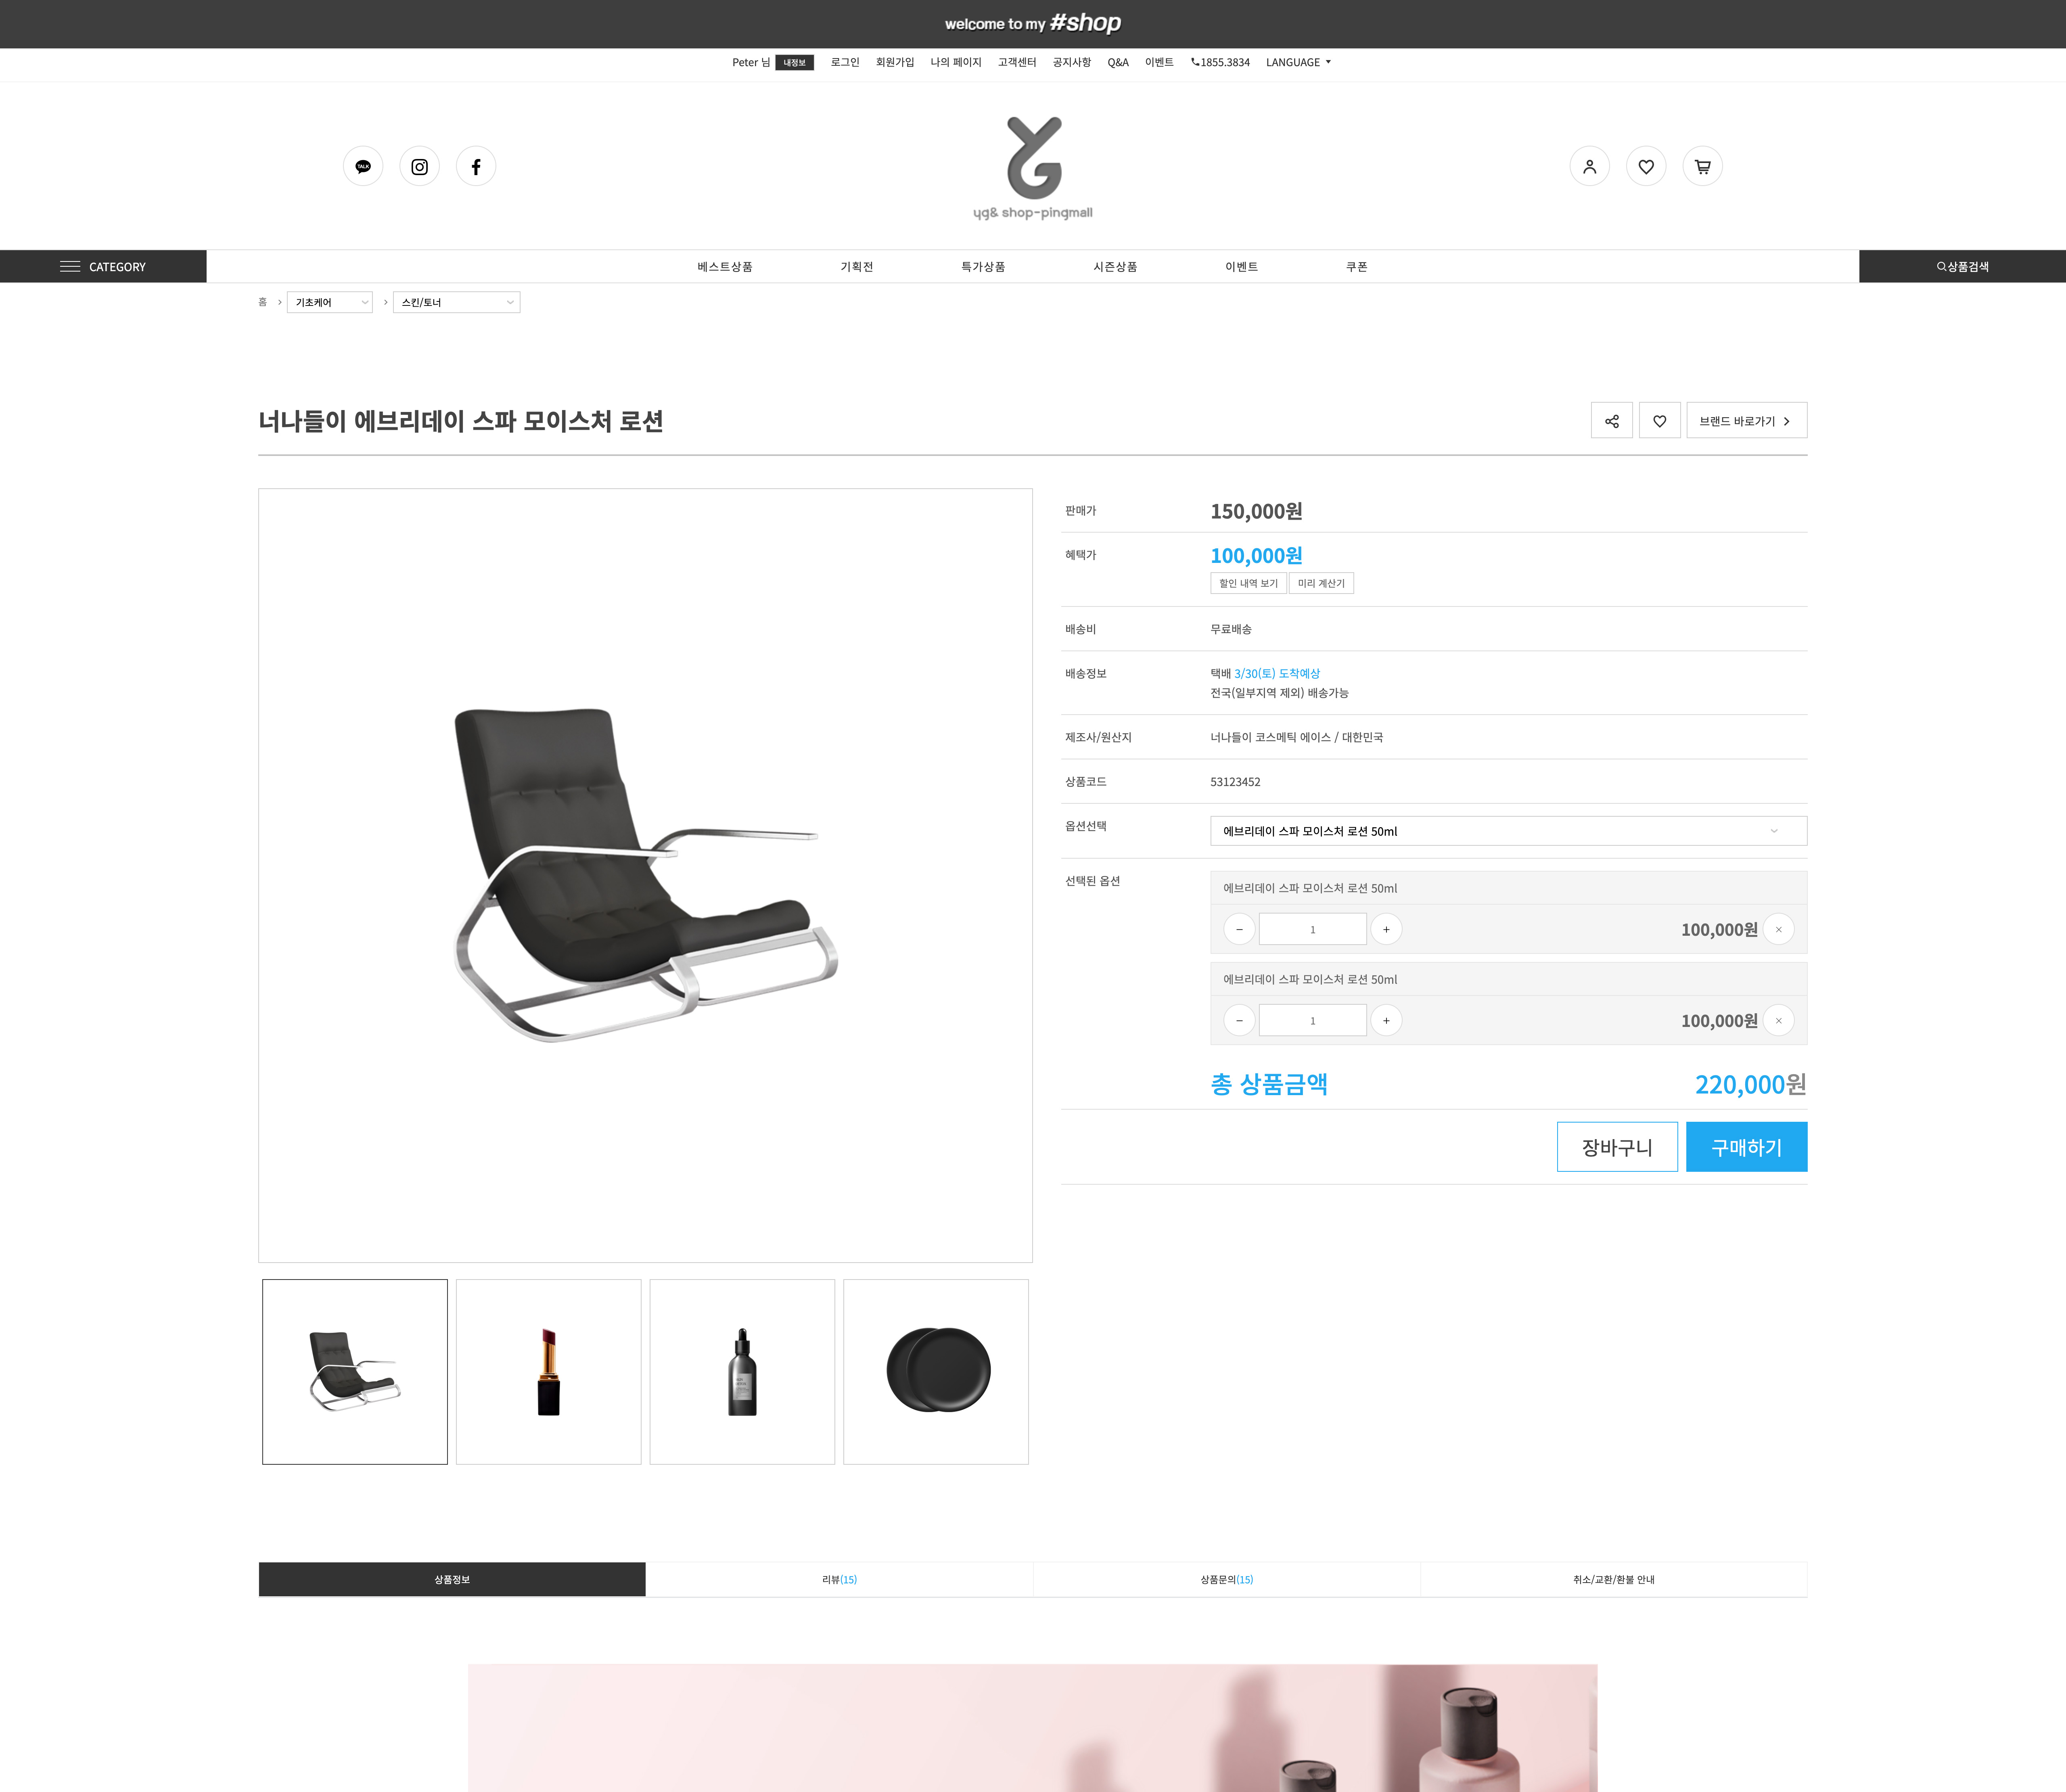 welcome to my #shop
Peter 님 내정보 로그인 회원가입 나의 페이지 고객센터 공지사항 Q&A 이벤트 1855.3834 LANGUAGE
TALK
yg& shop-pingmall
CATEGORY 베스트상품 기획전 특가상품 시즌상품 이벤트 쿠폰 상품검색
홈 > 기초케어 > 스킨/토너
너나들이 에브리데이 스파 모이스처 로션
브랜드 바로가기
판매가 150,000원
혜택가 100,000원
할인 내역 보기 미리 계산기
배송비 무료배송
배송정보 택배 3/30(토) 도착예상
전국(일부지역 제외) 배송가능
제조사/원산지 너나들이 코스메틱 에이스 / 대한민국
상품코드 53123452
옵션선택 에브리데이 스파 모이스처 로션 50ml
선택된 옵션 에브리데이 스파 모이스처 로션 50ml
− 1 + 100,000원 ×
에브리데이 스파 모이스처 로션 50ml
− 1 + 100,000원 ×
총 상품금액 220,000원
장바구니 구매하기
상품정보 리뷰(15) 상품문의(15) 취소/교환/환불 안내